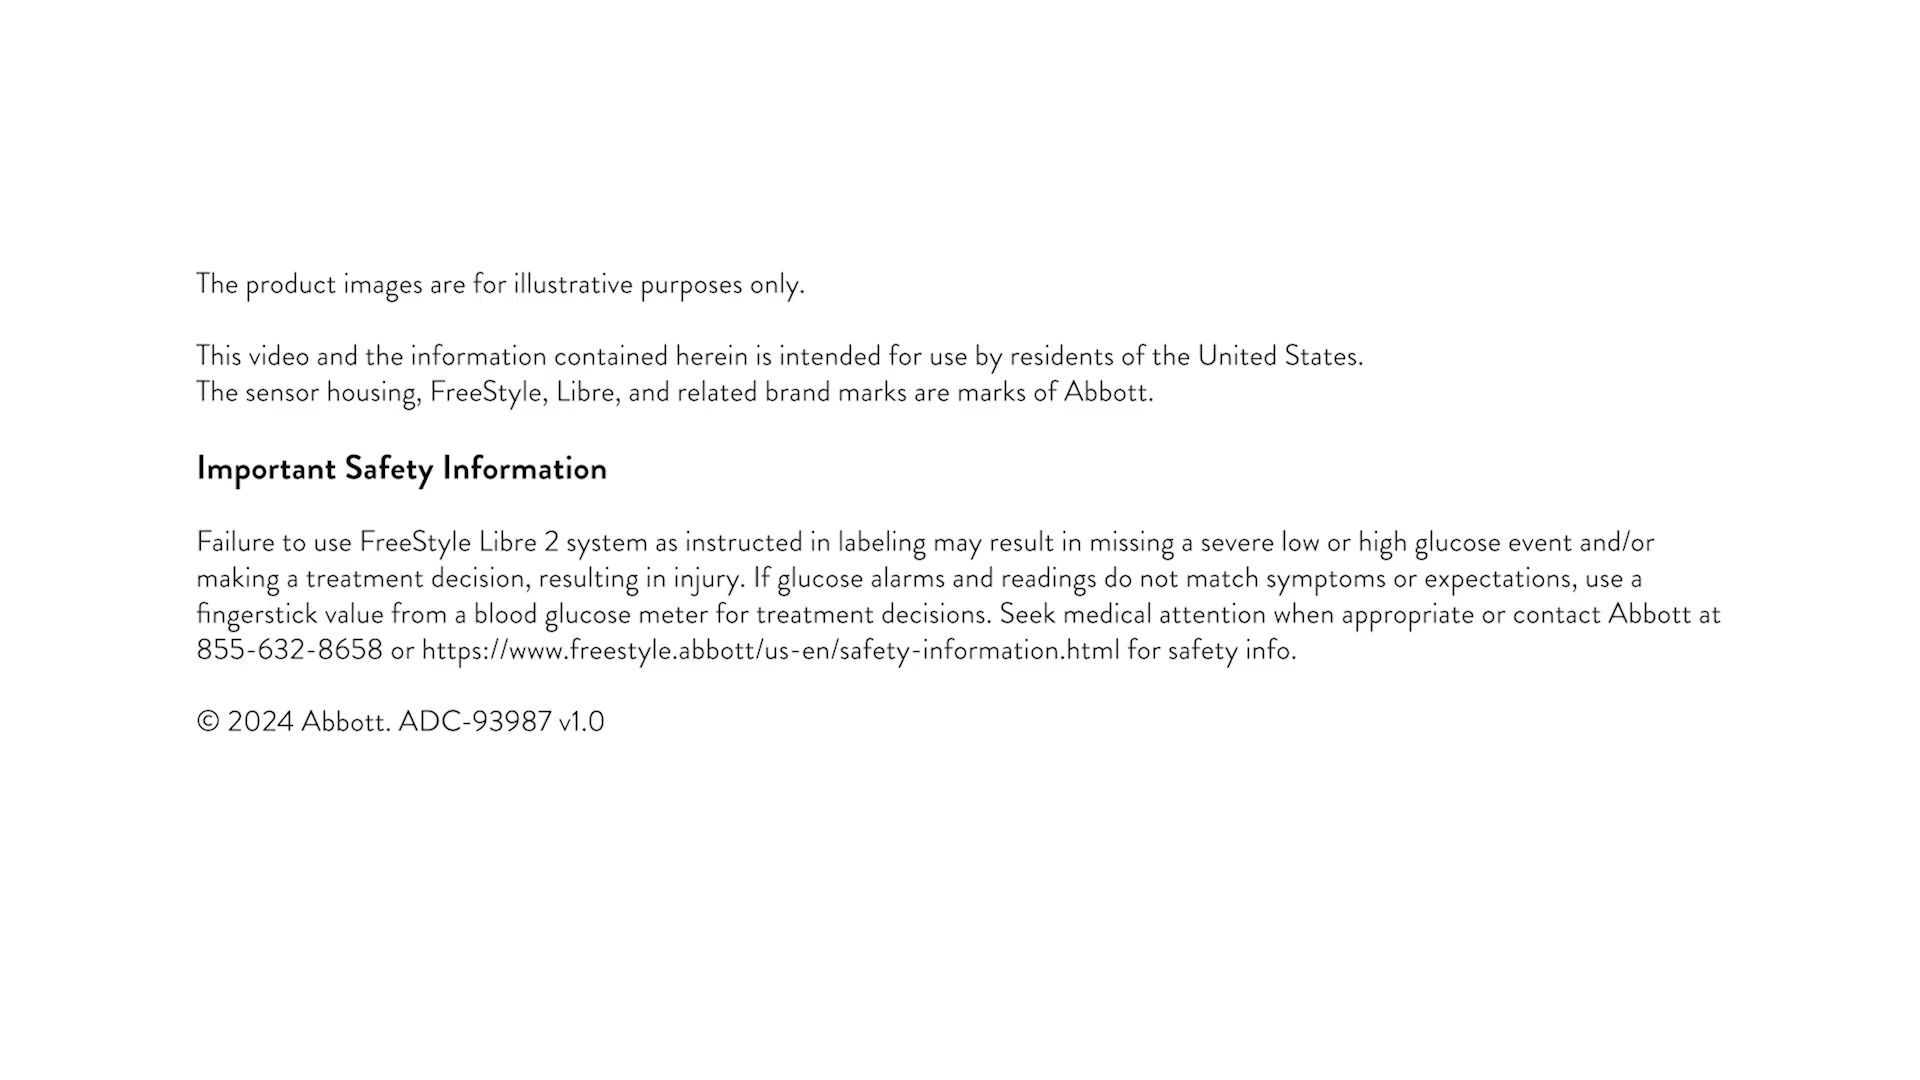 The product images are for illustrative purposes only.
This video and the information contained herein is intended for use by residents of the United States.
The sensor housing, FreeStyle, Libre, and related brand marks are marks of Abbott.
Important Safety Information
Failure to use FreeStyle Libre 2 system as instructed in labeling may result in missing a severe low or high glucose event and/or
making a treatment decision, resulting in injury. If glucose alarms and readings do not match symptoms or expectations, use a
fingerstick value from a blood glucose meter for treatment decisions. Seek medical attention when appropriate or contact Abbott at
855-632-8658 or https://www.freestyle.abbott/us-en/safety-information.html for safety info.
© 2024 Abbott. ADC-93987 v1.0